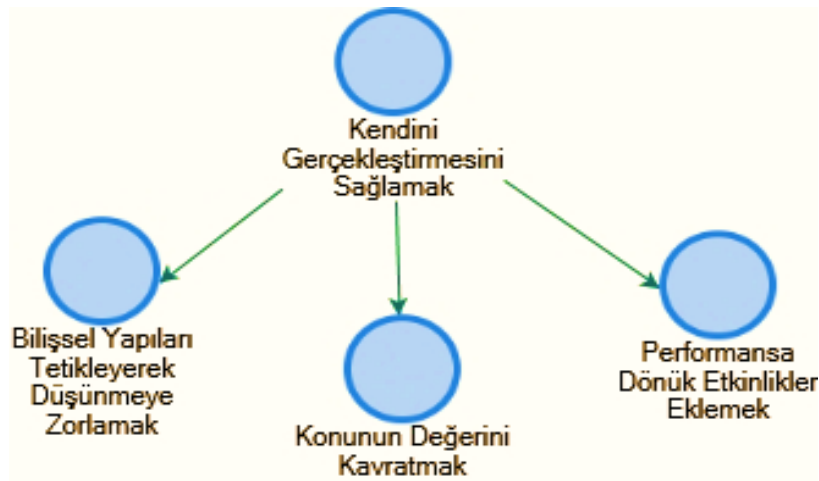 Kendini
Gerçekleştirmesini
Sağlamak
Bilişsel Yapıları
Tetikleyerek
Düşünmeye
Zorlamak
Konunun Değerini
Kavratmak
Performansa
Dönük Etkinlikler
Eklemek